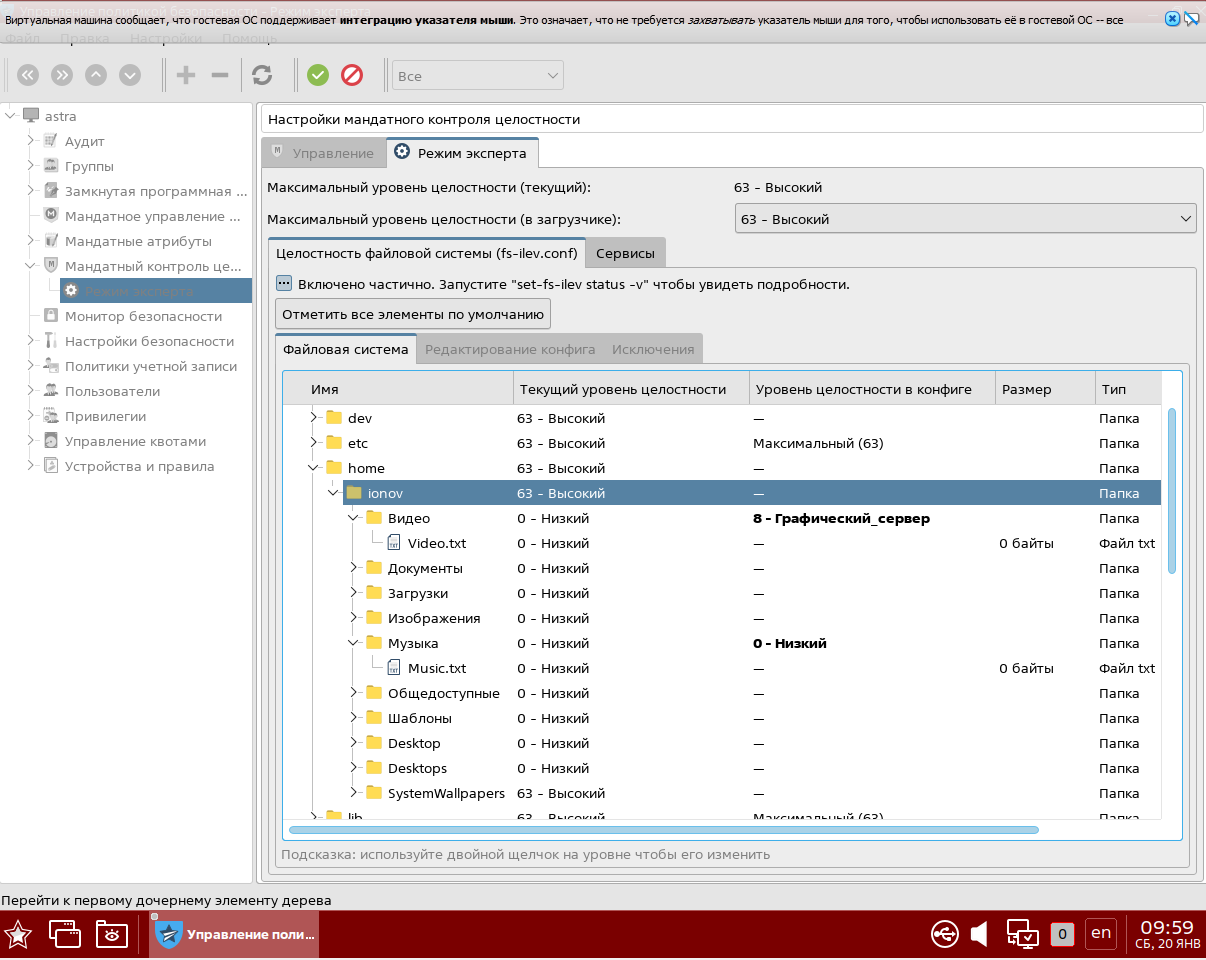 Управление политикой безопасности - Режим эксперта
Виртуальная машина сообщает, что гостевая ОС поддерживает интеграцию указателя мыши. Это означает, что не требуется захватывать указатель мыши для того, чтобы использовать её в гостевой ОС -- все
Файл Правка Настройки Помощь
Все
astra
Аудит
Группы
Замкнутая программная ...
Мандатное управление ...
Мандатные атрибуты
Мандатный контроль це...
Режим эксперта
Монитор безопасности
Настройки безопасности
Политики учетной записи
Пользователи
Привилегии
Управление квотами
Устройства и правила
Настройки мандатного контроля целостности
Управление Режим эксперта
Максимальный уровень целостности (текущий): 63 - Высокий
Максимальный уровень целостности (в загрузчике): 63 - Высокий
Целостность файловой системы (fs-ilev.conf) Сервисы
Включено частично. Запустите "set-fs-ilev status -v" чтобы увидеть подробности.
Отметить все элементы по умолчанию
Файловая система Редактирование конфига Исключения
Имя Текущий уровень целостности Уровень целостности в конфиге Размер Тип
dev 63 - Высокий — Папка
etc 63 - Высокий Максимальный (63) Папка
home 63 - Высокий — Папка
ionov 63 - Высокий — Папка
Видео 0 - Низкий 8 - Графический_сервер Папка
Video.txt 0 - Низкий — 0 байты Файл txt
Документы 0 - Низкий — Папка
Загрузки 0 - Низкий — Папка
Изображения 0 - Низкий — Папка
Музыка 0 - Низкий 0 - Низкий Папка
Music.txt 0 - Низкий — 0 байты Файл txt
Общедоступные 0 - Низкий — Папка
Шаблоны 0 - Низкий — Папка
Desktop 0 - Низкий — Папка
Desktops 0 - Низкий — Папка
SystemWallpapers 63 - Высокий — Папка
lib 63 - Высокий Максимальный (63) Папка
Подсказка: используйте двойной щелчок на уровне чтобы его изменить
Перейти к первому дочернему элементу дерева
Управление поли...
0
en
09:59
СБ, 20 ЯНВ